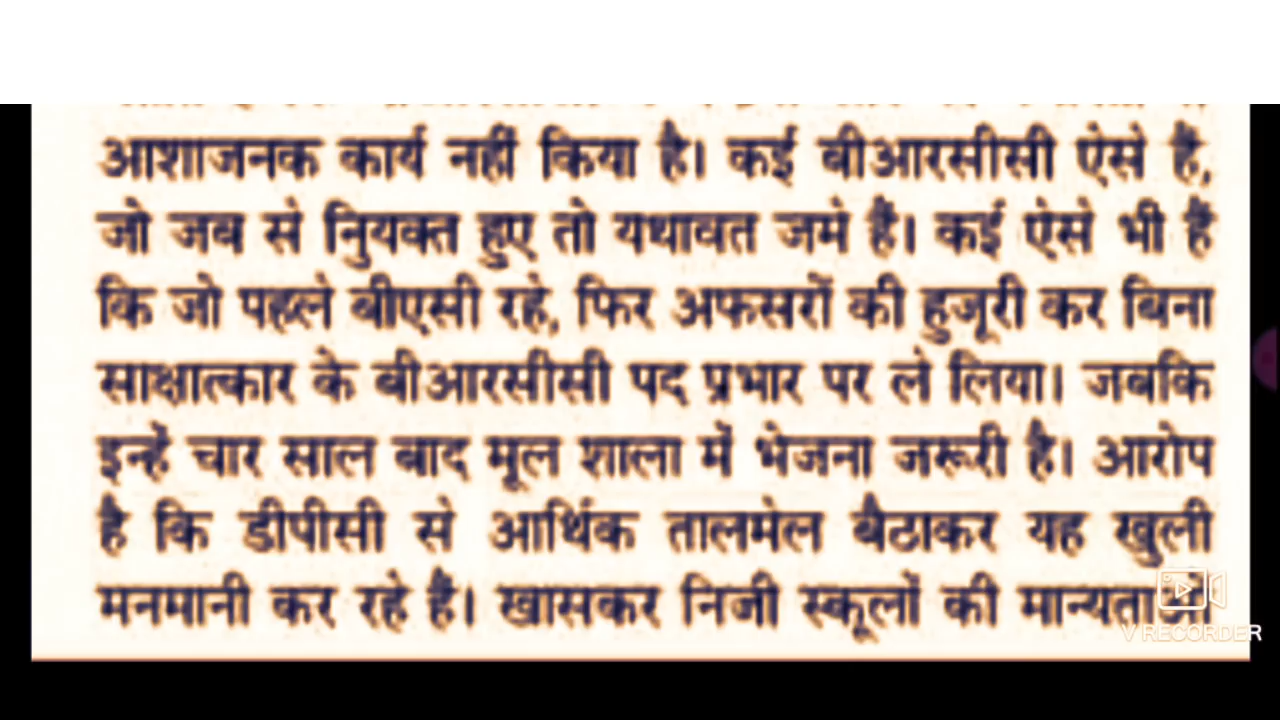 आशाजनक कार्य नहीं किया है। कई बीआरसीसी ऐसे हैं,
जो जब से नियुक्त हुए तो यथावत जमे हैं। कई ऐसे भी हैं
कि जो पहले बीएसी रहे, फिर अफसरों की हुजूरी कर बिना
साक्षात्कार के बीआरसीसी पद प्रभार पर ले लिया। जबकि
इन्हें चार साल बाद मूल शाला में भेजना जरूरी है। आरोप
है कि डीपीसी से आर्थिक तालमेल बैठाकर यह खुली
मनमानी कर रहे हैं। खासकर निजी स्कूलों की मान्यताओं
V RECORDER